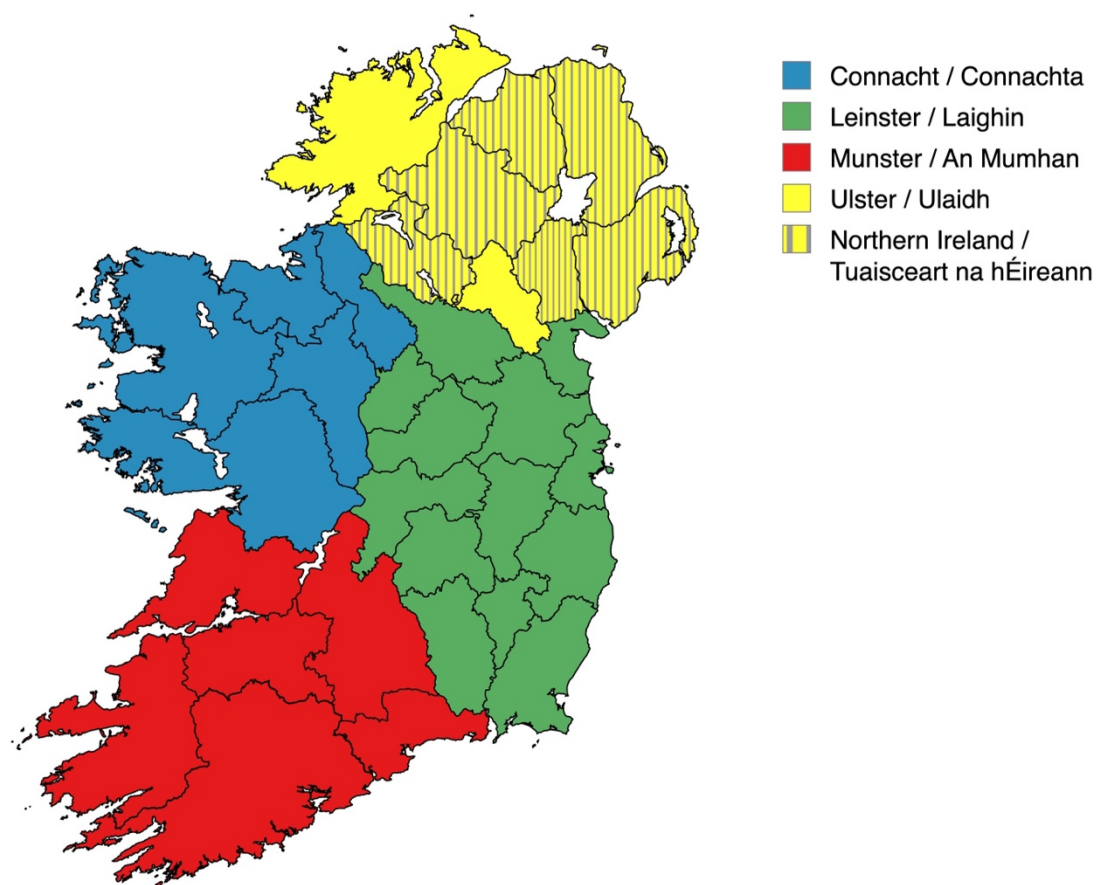 Connacht / Connachta
Leinster / Laighin
Munster / An Mumhan
Ulster / Ulaidh
Northern Ireland /
Tuaisceart na hÉireann